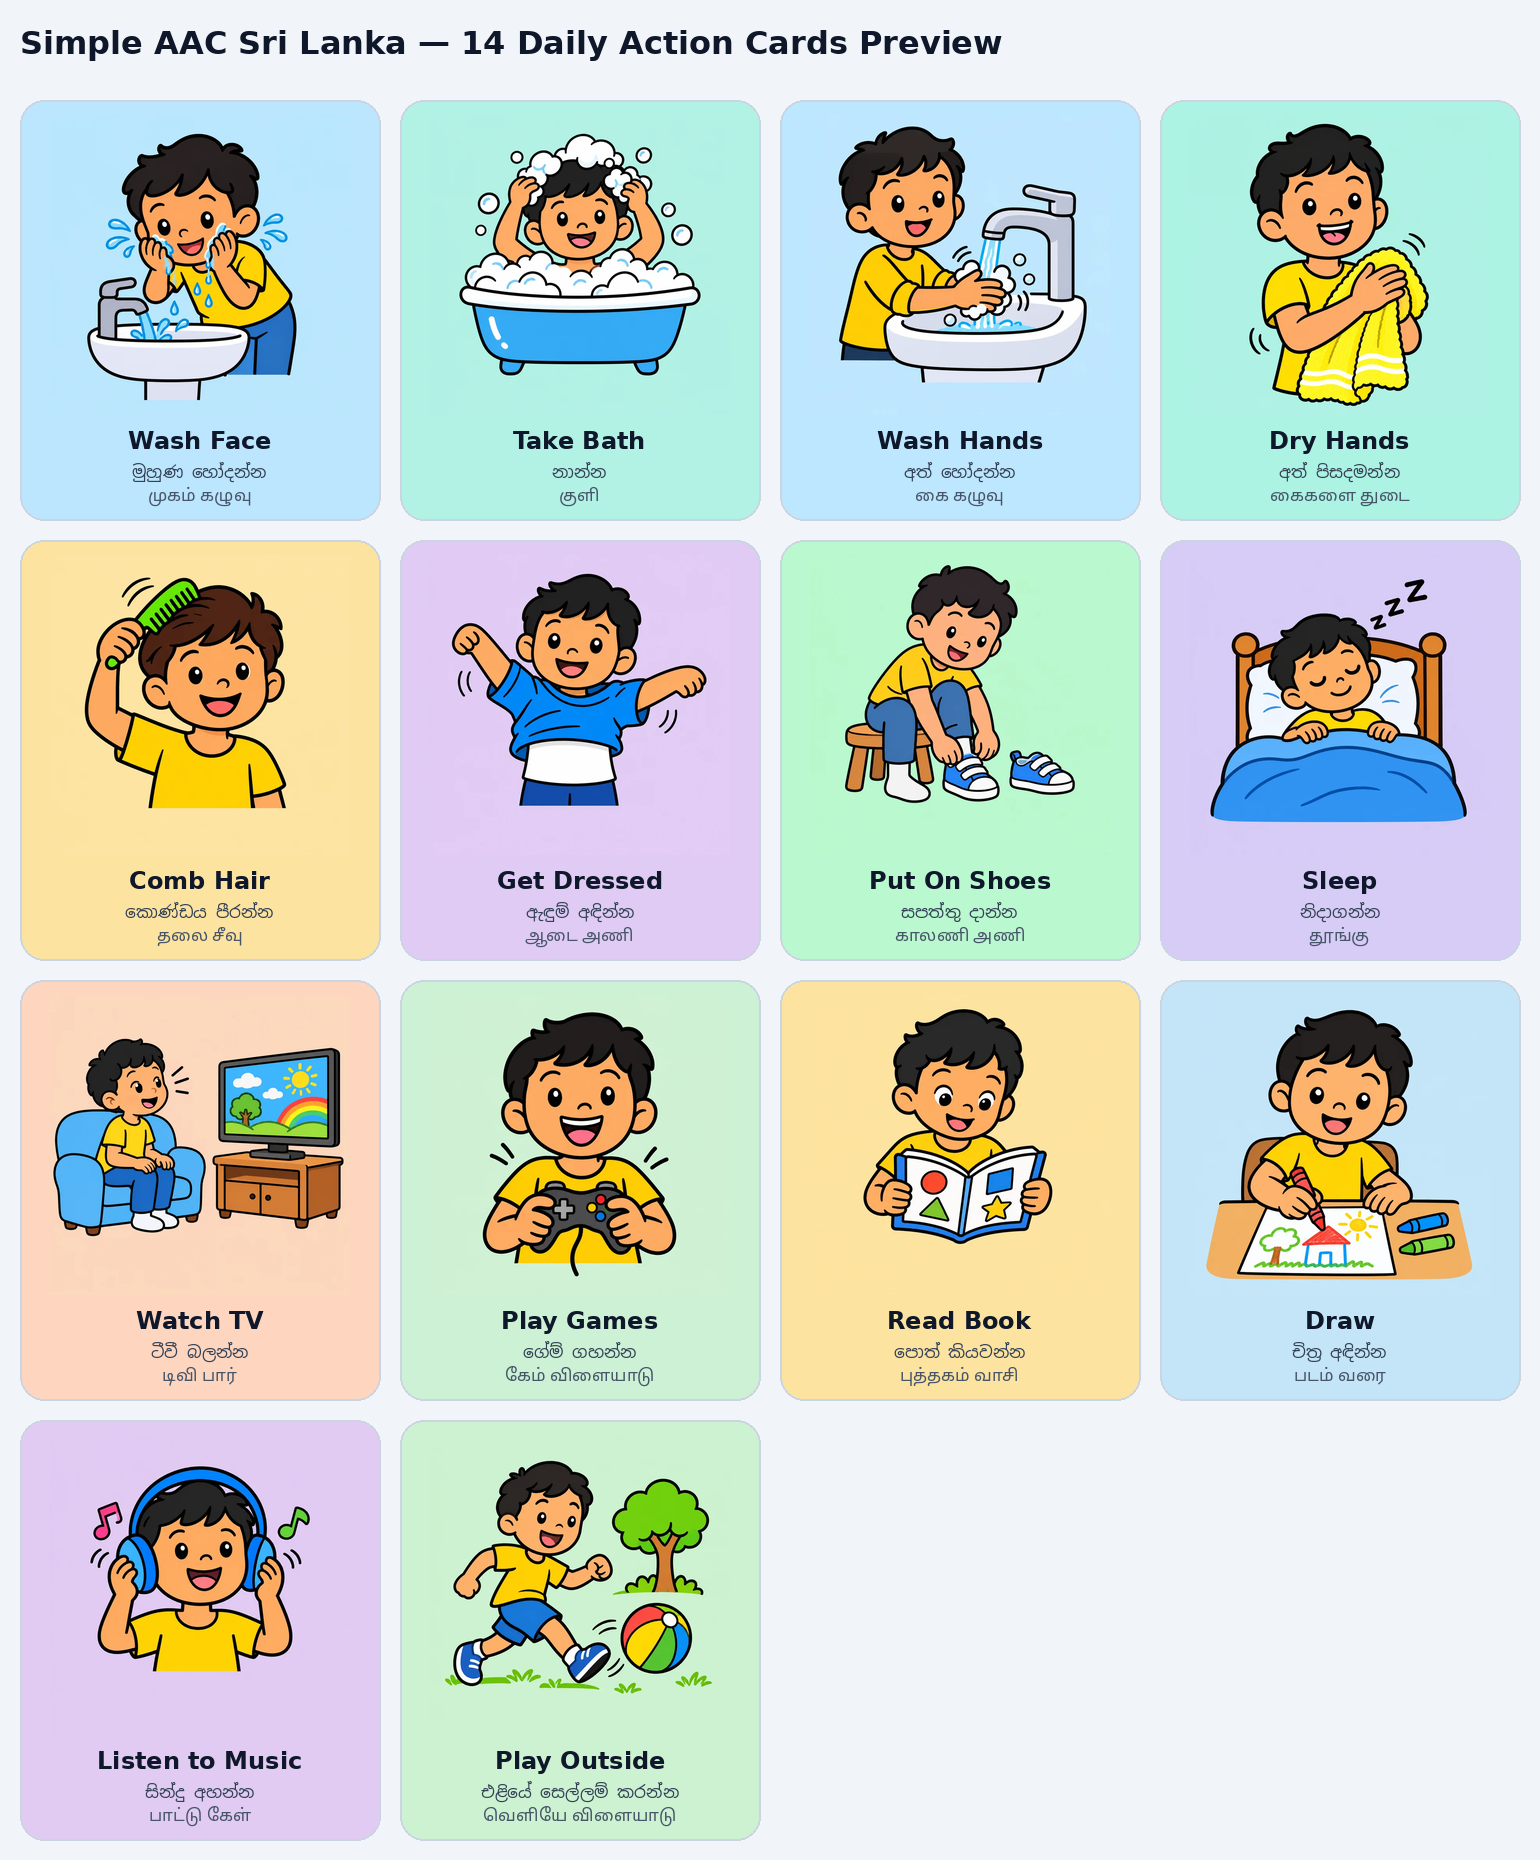 Simple AAC Sri Lanka — 14 Daily Action Cards Preview
Wash Face
මුහුණ හෝදන්න
முகம் கழுவு
Take Bath
නාන්න
குளி
Wash Hands
අත් හෝදන්න
கை கழுவு
Dry Hands
අත් පිසදමන්න
கைகளை துடை
Comb Hair
කොණ්ඩය පීරන්න
தலை சீவு
Get Dressed
ඇඳුම් අඳින්න
ஆடை அணி
Put On Shoes
සපත්තු දාන්න
காலணி அணி
z z Z
Sleep
නිදාගන්න
தூங்கு
Watch TV
ටීවී බලන්න
டிவி பார்
Play Games
ගේම් ගහන්න
கேம் விளையாடு
Read Book
පොත් කියවන්න
புத்தகம் வாசி
Draw
චිත්‍ර අඳින්න
படம் வரை
Listen to Music
සින්දු අහන්න
பாட்டு கேள்
Play Outside
එළියේ සෙල්ලම් කරන්න
வெளியே விளையாடு